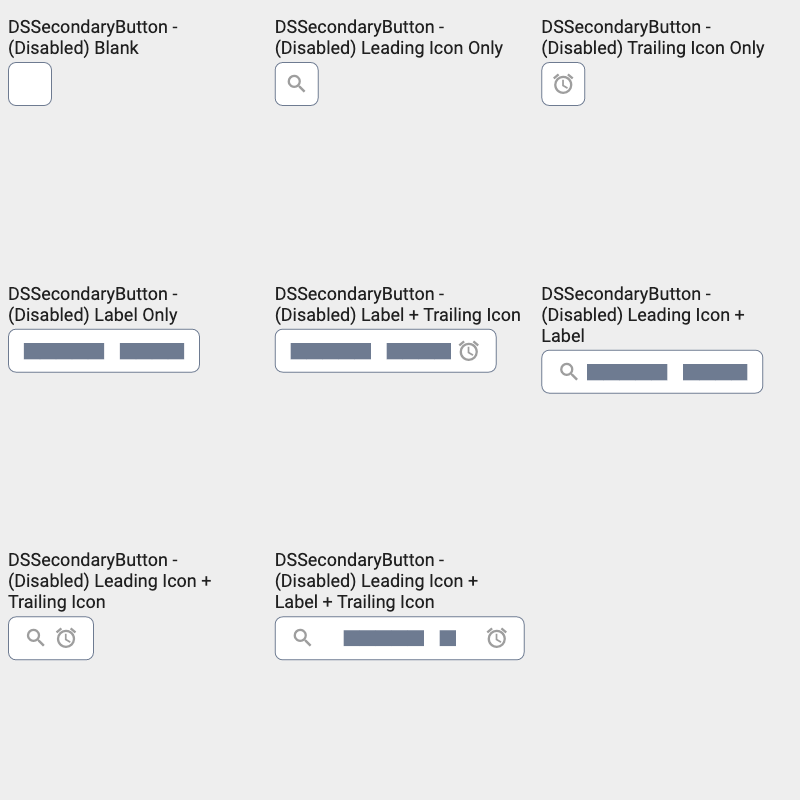 DSSecondaryButton -
(Disabled) Blank
DSSecondaryButton -
(Disabled) Leading Icon Only
DSSecondaryButton -
(Disabled) Trailing Icon Only
DSSecondaryButton -
(Disabled) Label Only
DSSecondaryButton -
(Disabled) Label + Trailing Icon
DSSecondaryButton -
(Disabled) Leading Icon +
Label
DSSecondaryButton -
(Disabled) Leading Icon +
Trailing Icon
DSSecondaryButton -
(Disabled) Leading Icon +
Label + Trailing Icon